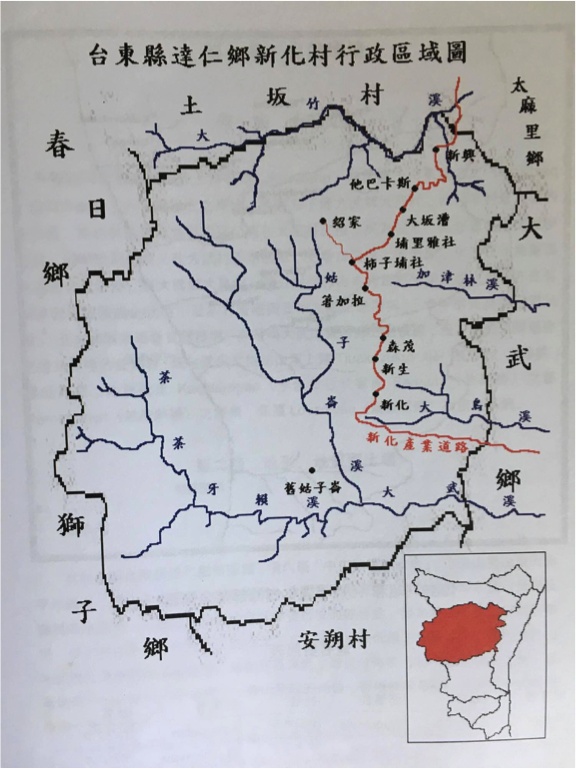 台東縣達仁鄉新化村行政區域圖
土坂村
大竹溪
太麻里鄉
春日鄉
新興
他巴卡斯
大坂潘
紹家
埔里雅社
柿子埔社
大武鄉
加津林溪
姑子崙溪
著加拉
森茂
新生
新化
大烏溪
新化產業道路
茶茶牙賴溪
舊姑子崙
大武溪
獅子鄉
安朔村